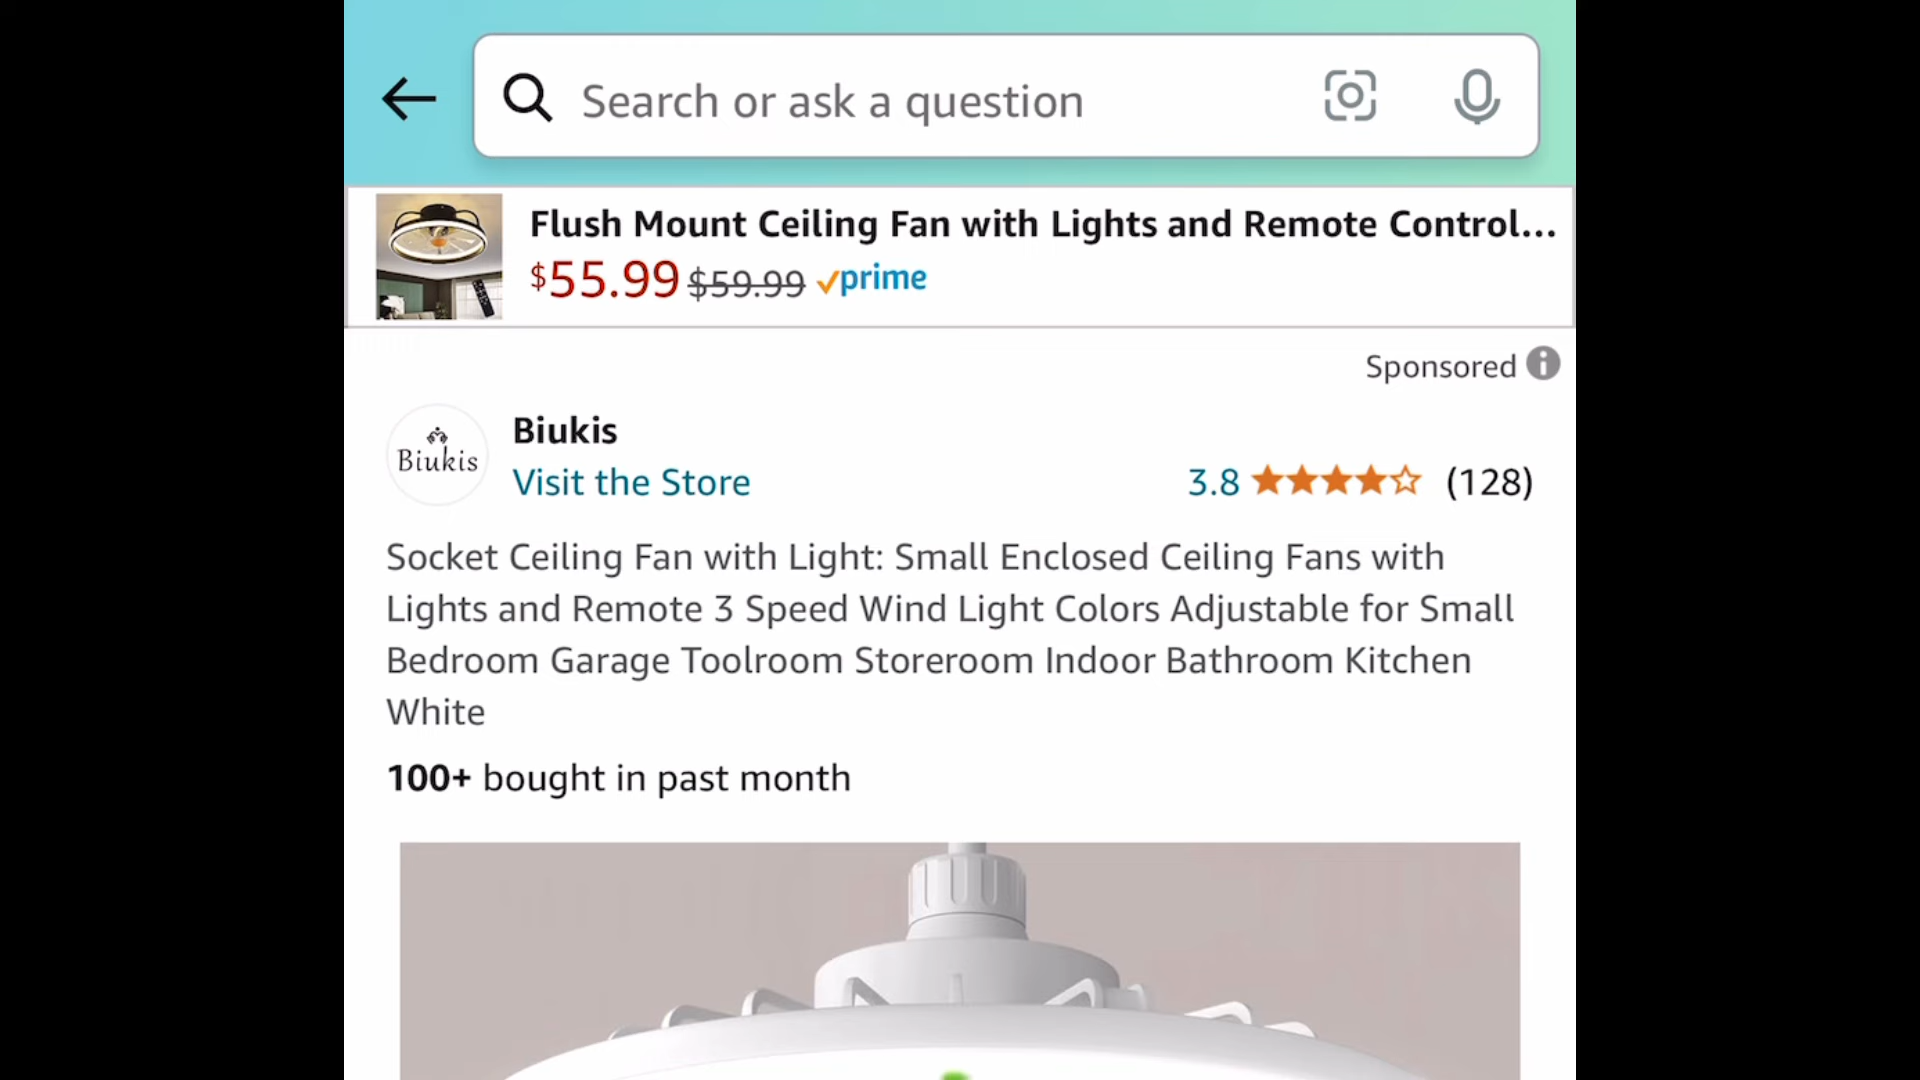 Search or ask a question
Flush Mount Ceiling Fan with Lights and Remote Control...
$55.99 $59.99 prime
Sponsored
Biukis
Biukis
Visit the Store
3.8 (128)
Socket Ceiling Fan with Light: Small Enclosed Ceiling Fans with
Lights and Remote 3 Speed Wind Light Colors Adjustable for Small
Bedroom Garage Toolroom Storeroom Indoor Bathroom Kitchen
White
100+ bought in past month